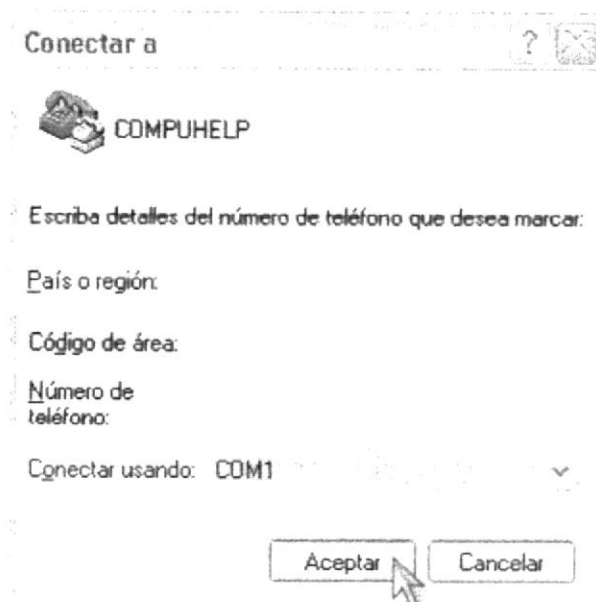 Conectar a
?
COMPUHELP
Escriba detalles del número de teléfono que desea marcar:
País o región:
Código de área:
Número de
teléfono:
Conectar usando: COM1
Aceptar
Cancelar